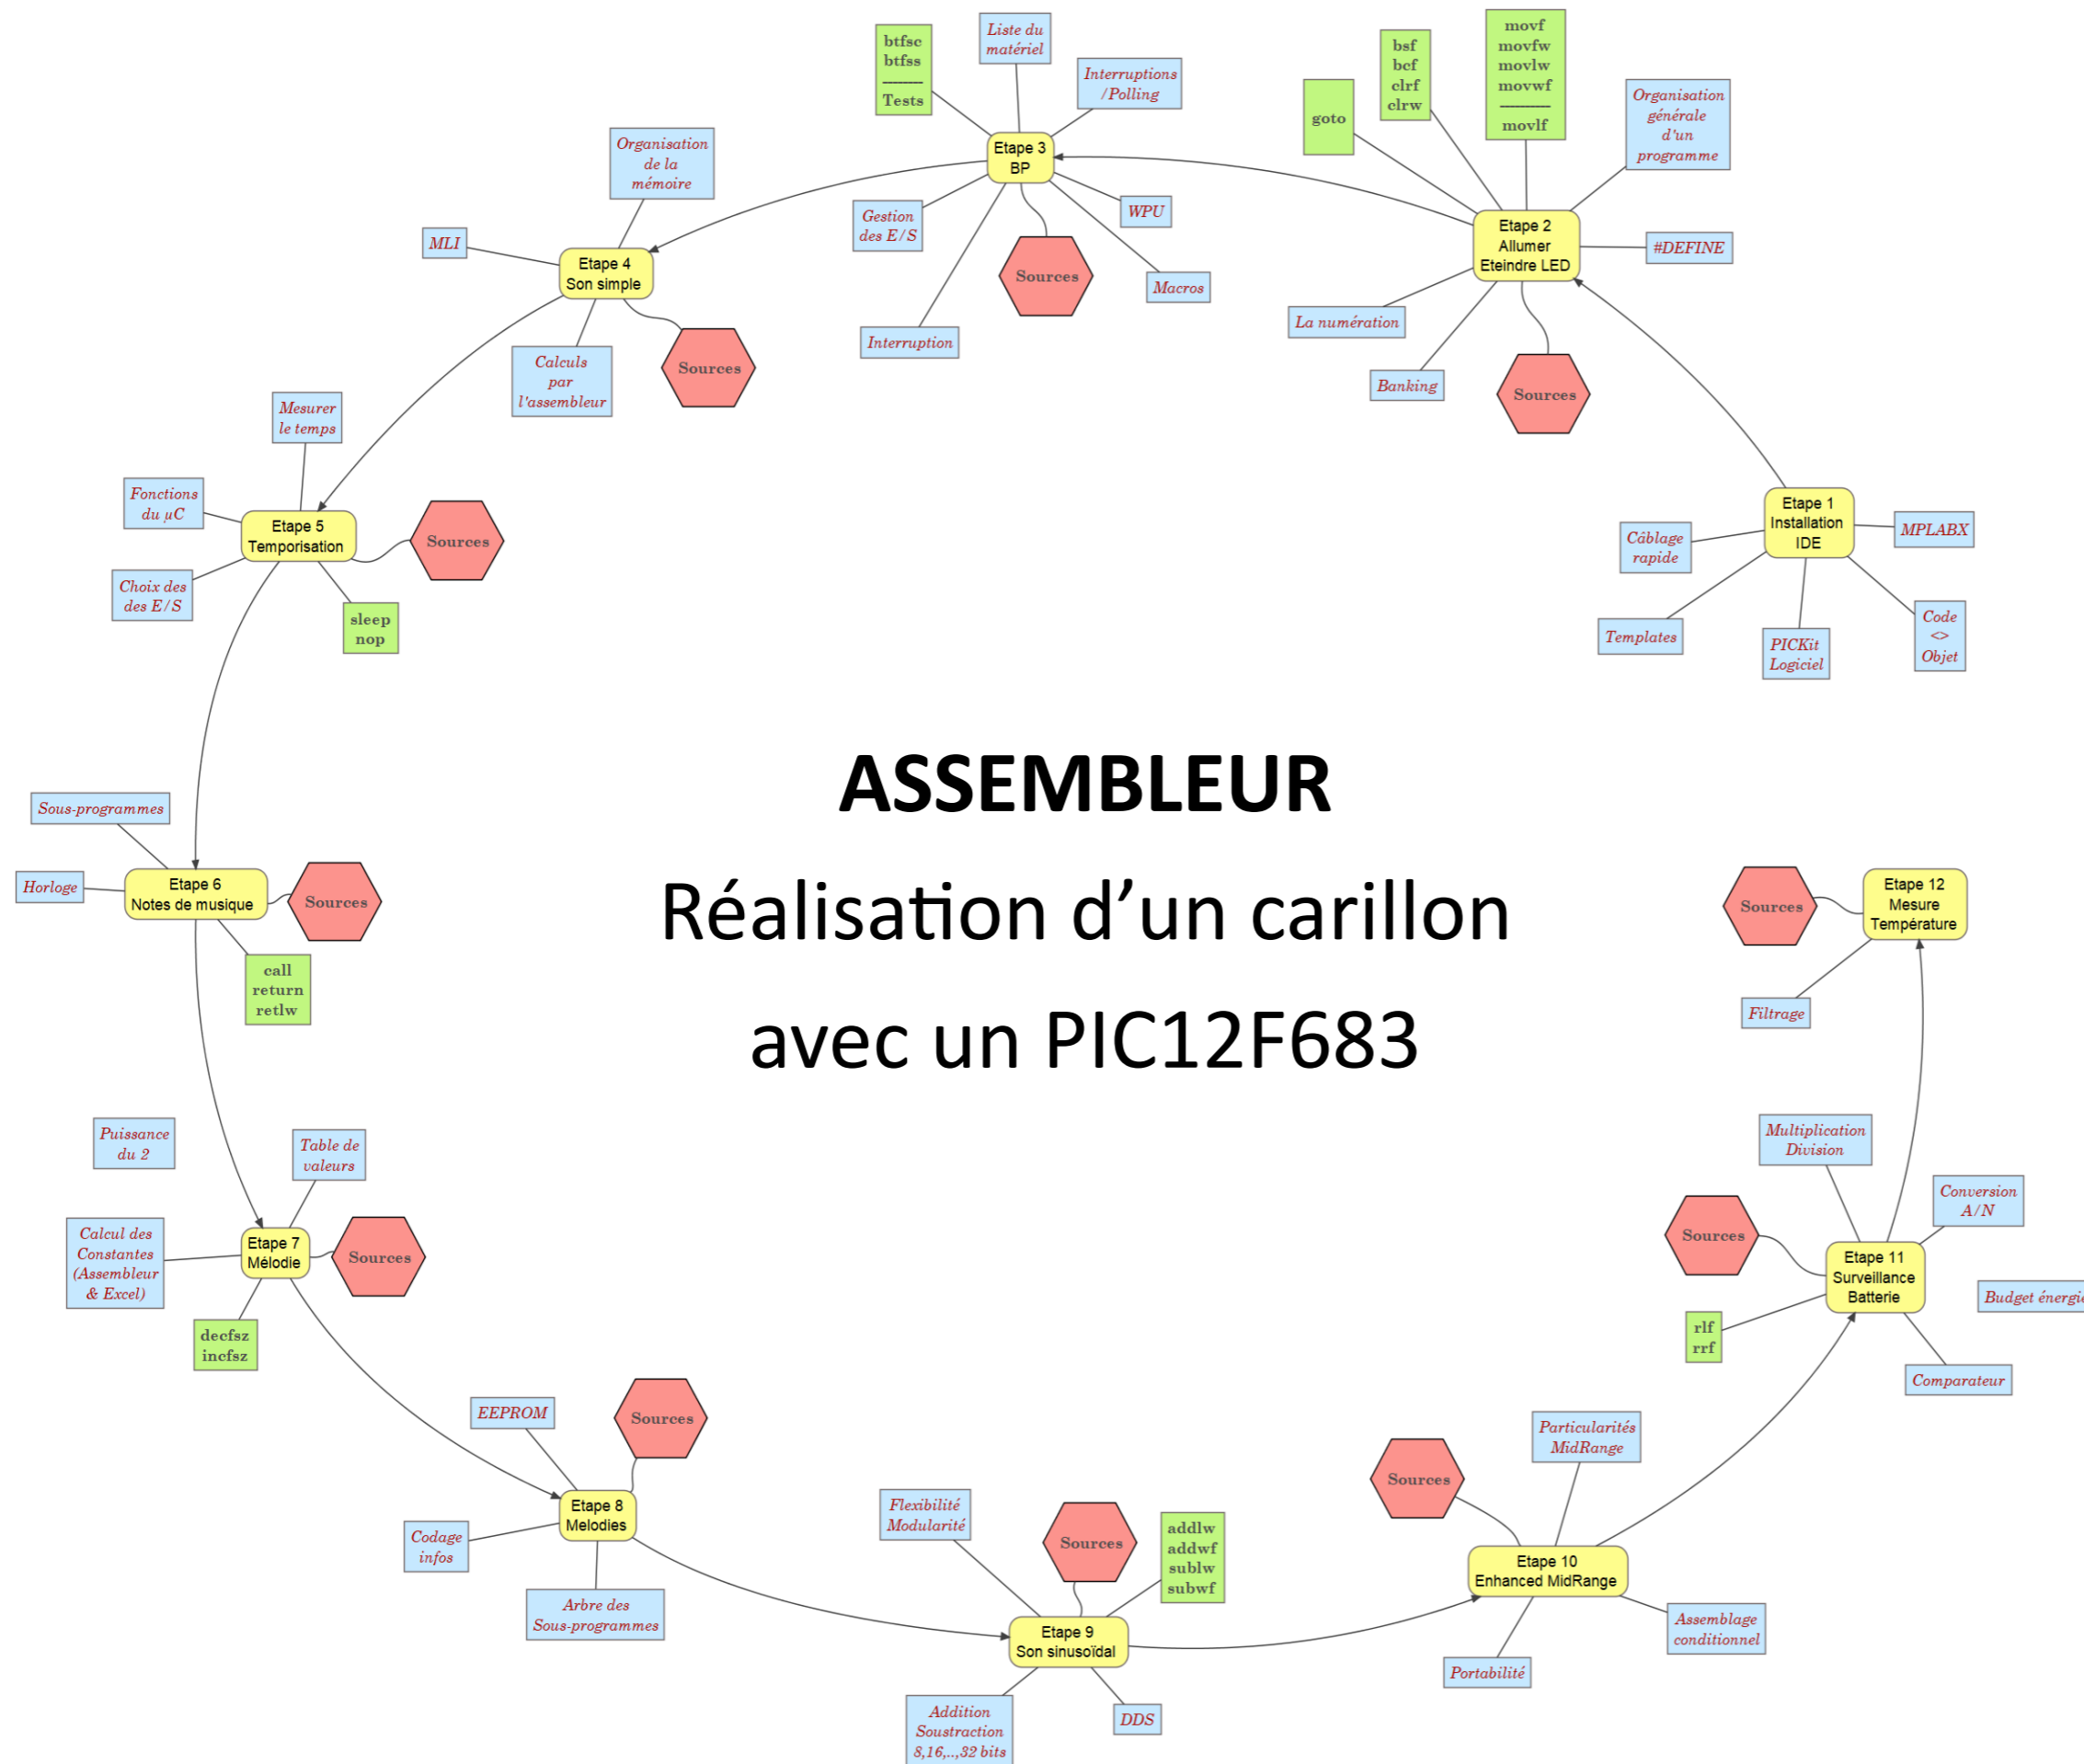 ASSEMBLEUR
Réalisation d'un carillon
avec un PIC12F683
Etape 1
Installation
IDE
MPLABX
Câblage
rapide
Templates
PICKit
Logiciel
Code
<>
Objet
Etape 2
Allumer
Eteindre LED
goto
bsf
bcf
clrf
clrw
movf
movfw
movlw
movwf
----------
movlf
Organisation
générale
d'un
programme
#DEFINE
La numération
Banking
Sources
Etape 3
BP
btfsc
btfss
--------
Tests
Liste du
matériel
Interruptions
/Polling
WPU
Macros
Gestion
des E/S
Interruption
Sources
Etape 4
Son simple
Organisation
de la
mémoire
MLI
Calculs
par
l'assembleur
Sources
Etape 5
Temporisation
Mesurer
le temps
Fonctions
du µC
Choix des
des E/S
sleep
nop
Sources
Etape 6
Notes de musique
Sous-programmes
Horloge
call
return
retlw
Sources
Etape 7
Mélodie
Puissance
du 2
Table de
valeurs
Calcul des
Constantes
(Assembleur
& Excel)
decfsz
incfsz
Sources
Etape 8
Melodies
EEPROM
Codage
infos
Arbre des
Sous-programmes
Sources
Etape 9
Son sinusoïdal
Flexibilité
Modularité
addlw
addwf
sublw
subwf
Addition
Soustraction
8,16,..,32 bits
DDS
Sources
Etape 10
Enhanced MidRange
Particularités
MidRange
Assemblage
conditionnel
Portabilité
Sources
Etape 11
Surveillance
Batterie
Multiplication
Division
Conversion
A/N
Budget énergie
Comparateur
rlf
rrf
Sources
Etape 12
Mesure
Température
Filtrage
Sources